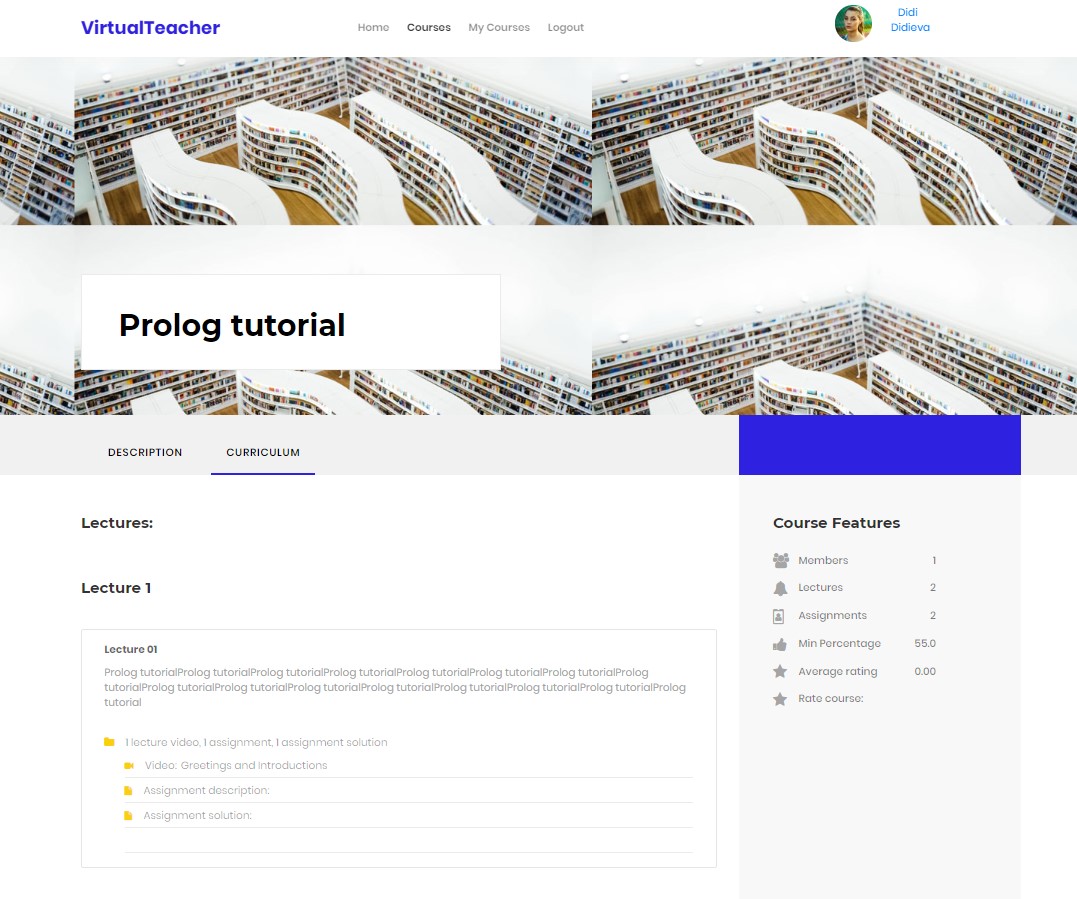 VirtualTeacher
Home Courses My Courses Logout
Didi
Didieva
Prolog tutorial
DESCRIPTION CURRICULUM
Lectures:
Lecture 1
Lecture 01
Prolog tutorialProlog tutorialProlog tutorialProlog tutorialProlog tutorialProlog tutorialProlog tutorialProlog
tutorialProlog tutorialProlog tutorialProlog tutorialProlog tutorialProlog tutorialProlog tutorialProlog tutorialProlog
tutorial
1 lecture video, 1 assignment, 1 assignment solution
Video: Greetings and Introductions
Assignment description:
Assignment solution:
Course Features
Members 1
Lectures 2
Assignments 2
Min Percentage 55.0
Average rating 0.00
Rate course: